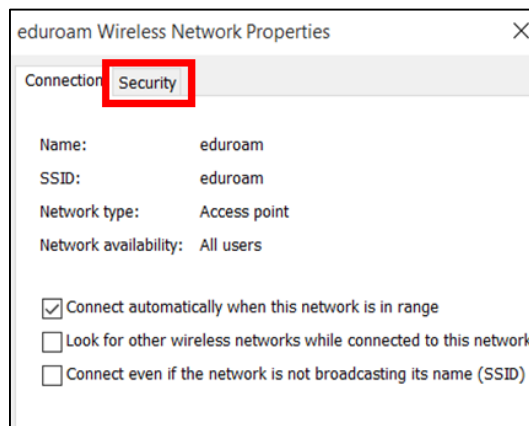 eduroam Wireless Network Properties
Connection Security
Name: eduroam
SSID: eduroam
Network type: Access point
Network availability: All users
Connect automatically when this network is in range
Look for other wireless networks while connected to this network
Connect even if the network is not broadcasting its name (SSID)